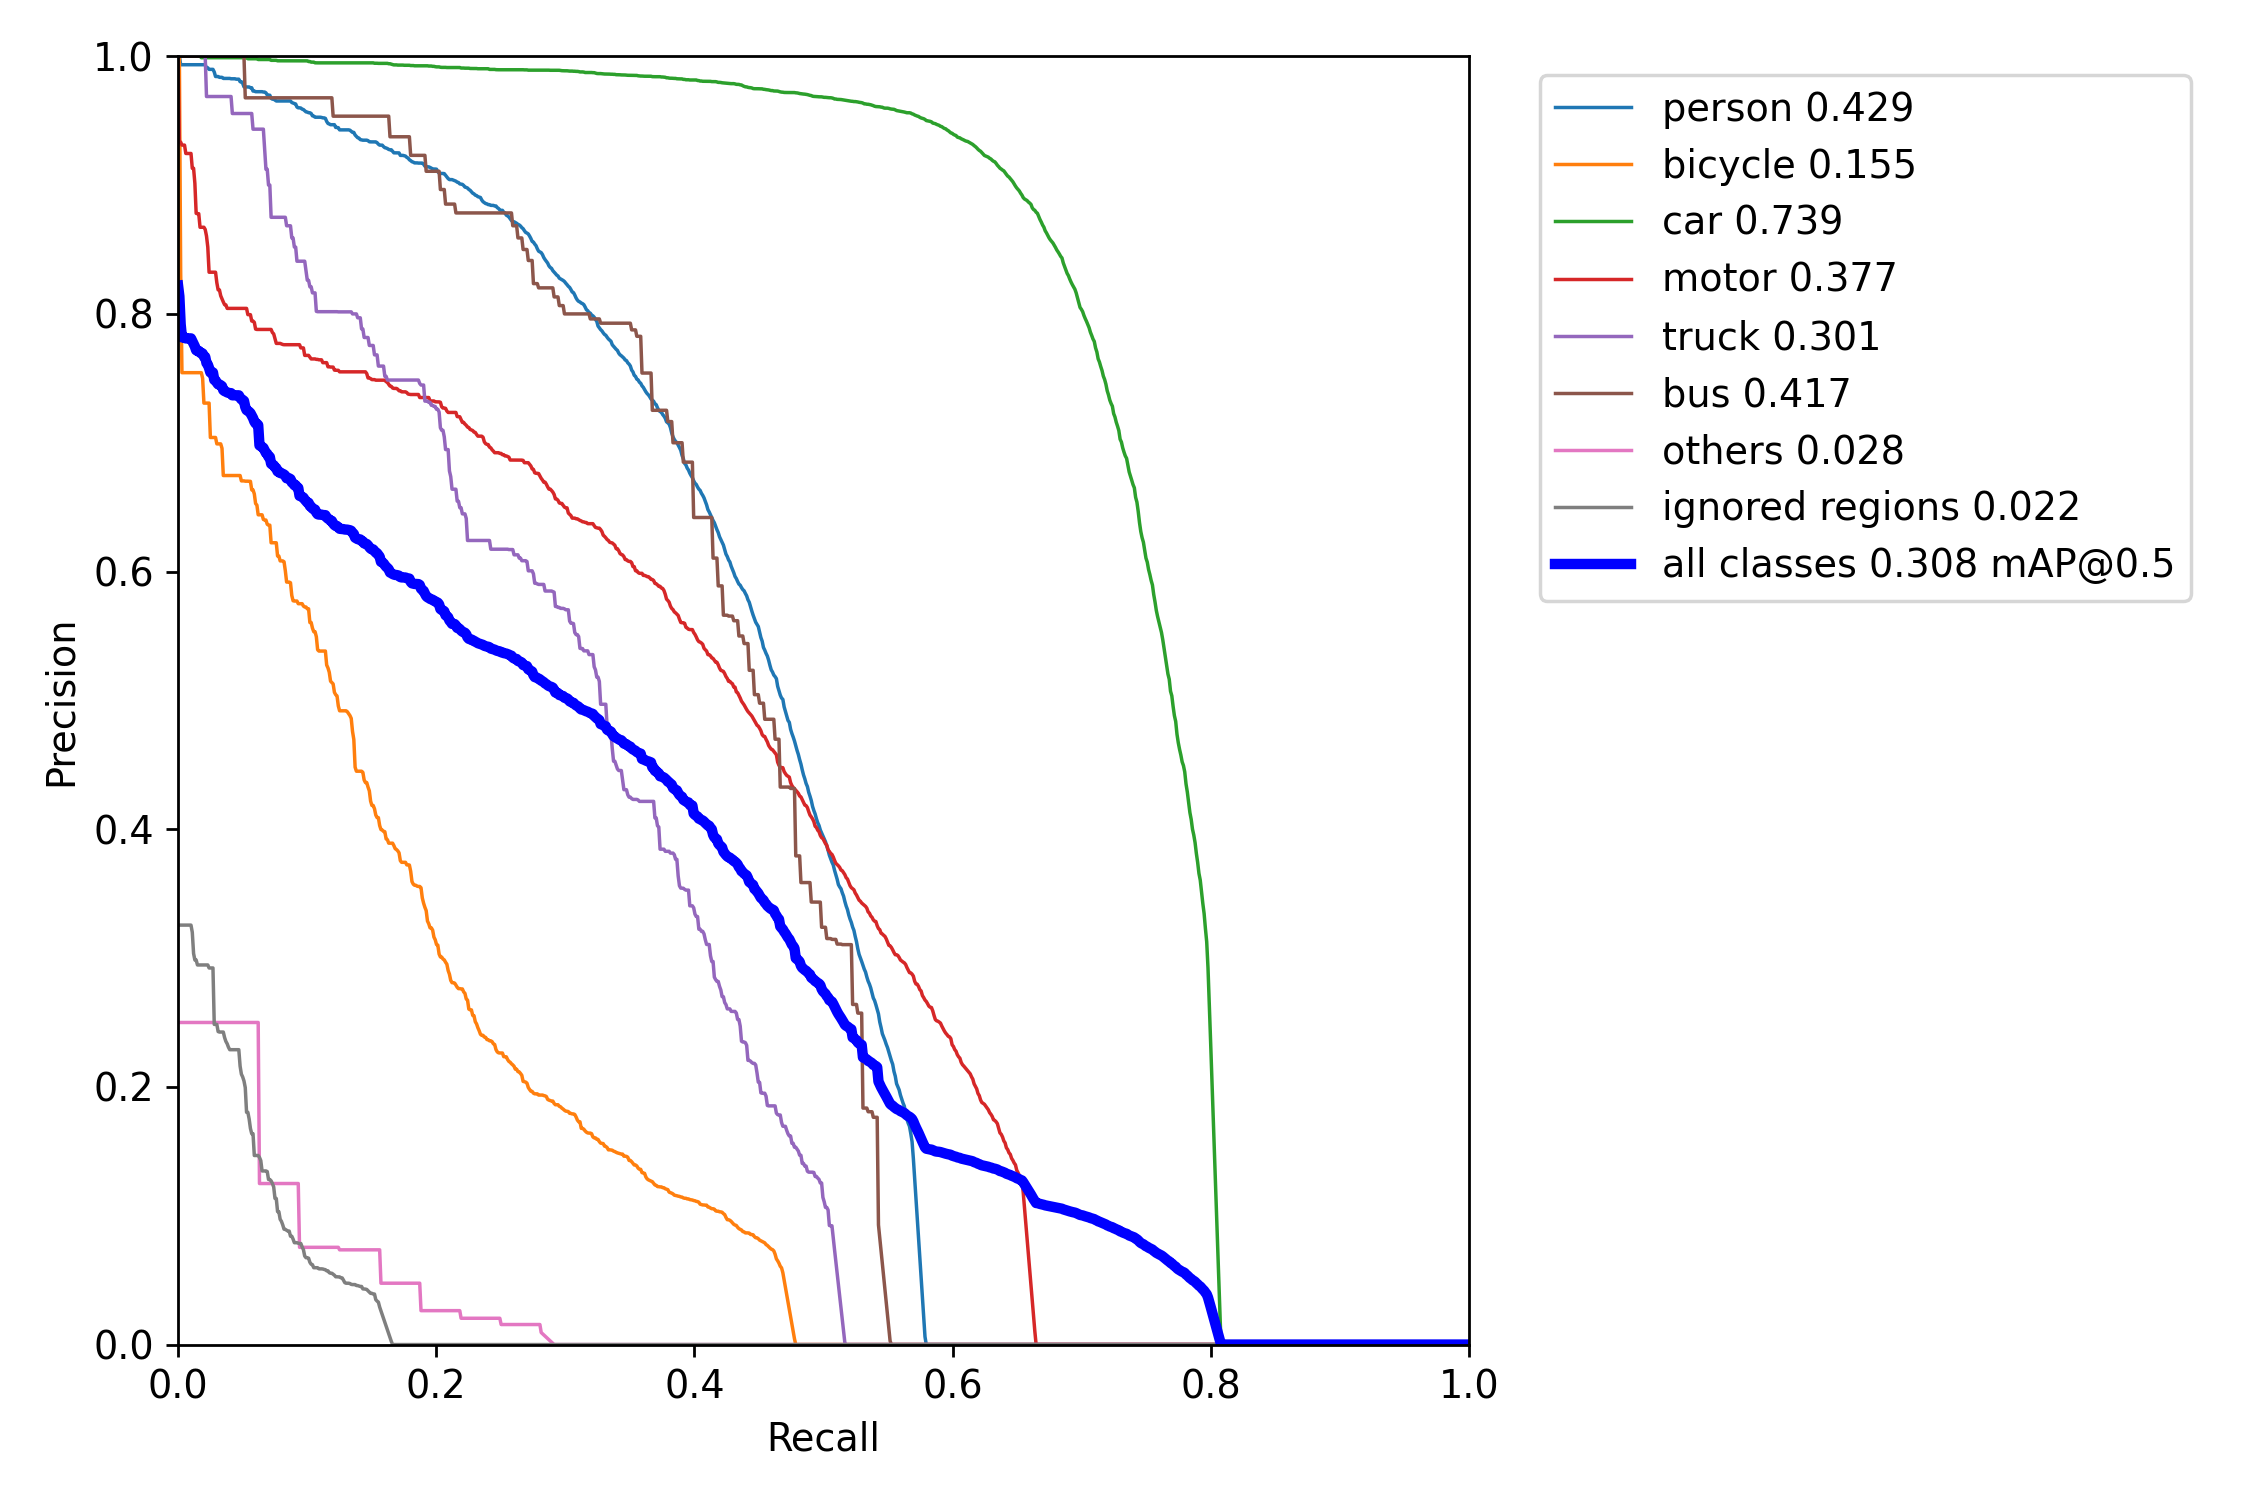 1.0
0.8
0.6
0.4
0.2
0.0
Precision
0.0 0.2 0.4 0.6 0.8 1.0
Recall
person 0.429
bicycle 0.155
car 0.739
motor 0.377
truck 0.301
bus 0.417
others 0.028
ignored regions 0.022
all classes 0.308 mAP@0.5